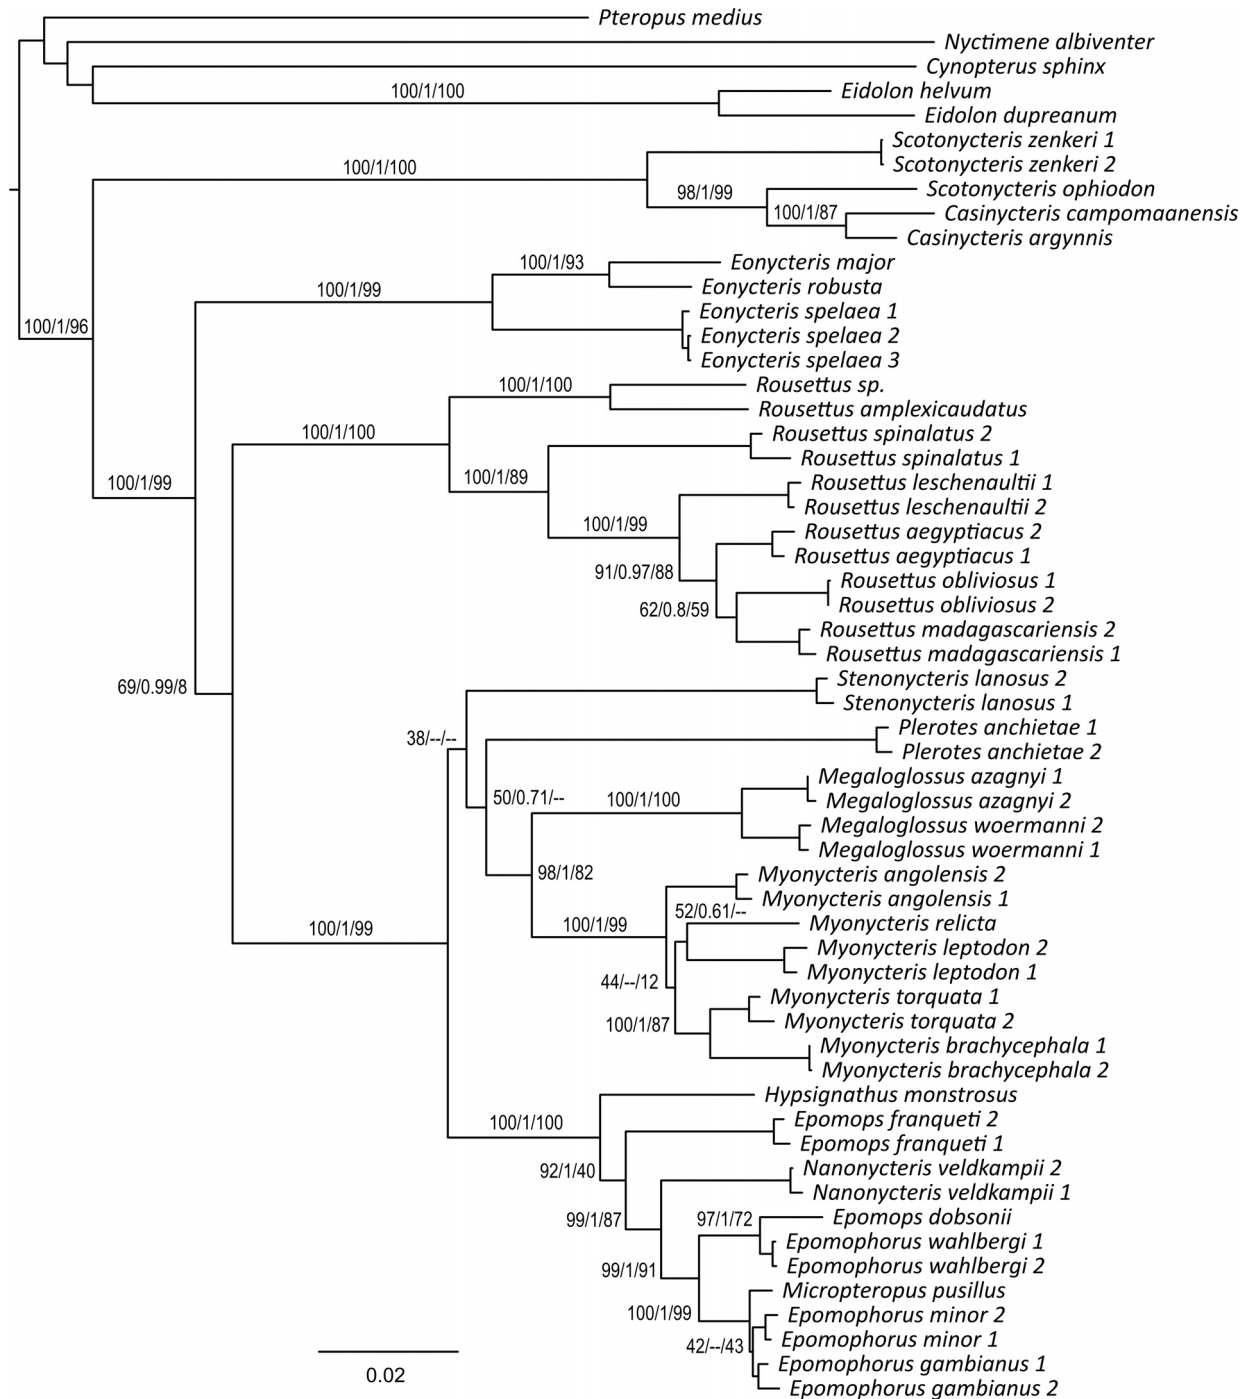 Pteropus medius
Nyctimene albiventer
Cynopterus sphinx
100/1/100
Eidolon helvum
Eidolon dupreanum
Scotonycteris zenkeri 1
100/1/100
Scotonycteris zenkeri 2
98/1/99
Scotonycteris ophiodon
100/1/87
Casinycteris campomaanensis
Casinycteris argynnis
100/1/93
Eonycteris major
100/1/99
Eonycteris robusta
Eonycteris spelaea 1
100/1/96
Eonycteris spelaea 2
Eonycteris spelaea 3
100/1/100
Rousettus sp.
Rousettus amplexicaudatus
100/1/100
Rousettus spinalatus 2
Rousettus spinalatus 1
100/1/99
100/1/89
Rousettus leschenaultii 1
Rousettus leschenaultii 2
100/1/99
Rousettus aegyptiacus 2
Rousettus aegyptiacus 1
91/0.97/88
Rousettus obliviosus 1
62/0.8/59
Rousettus obliviosus 2
Rousettus madagascariensis 2
Rousettus madagascariensis 1
69/0.99/8
Stenonycteris lanosus 2
Stenonycteris lanosus 1
38/--/--
Plerotes anchietae 1
Plerotes anchietae 2
Megaloglossus azagnyi 1
50/0.71/--
100/1/100
Megaloglossus azagnyi 2
Megaloglossus woermanni 2
Megaloglossus woermanni 1
98/1/82
Myonycteris angolensis 2
Myonycteris angolensis 1
52/0.61/--
100/1/99
100/1/99
Myonycteris relicta
Myonycteris leptodon 2
44/--/12
Myonycteris leptodon 1
Myonycteris torquata 1
100/1/87
Myonycteris torquata 2
Myonycteris brachycephala 1
Myonycteris brachycephala 2
Hypsignathus monstrosus
100/1/100
Epomops franqueti 2
Epomops franqueti 1
92/1/40
Nanonycteris veldkampii 2
Nanonycteris veldkampii 1
99/1/87
97/1/72
Epomops dobsonii
Epomophorus wahlbergi 1
99/1/91
Epomophorus wahlbergi 2
Micropteropus pusillus
100/1/99
Epomophorus minor 2
42/--/43
Epomophorus minor 1
Epomophorus gambianus 1
0.02
Epomophorus gambianus 2